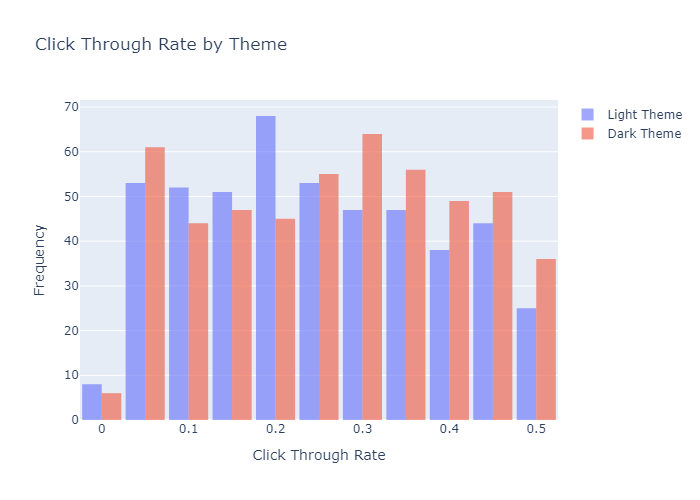 Click Through Rate by Theme
Light Theme
Dark Theme
70
60
50
40
30
20
10
0
Frequency
0 0.1 0.2 0.3 0.4 0.5
Click Through Rate